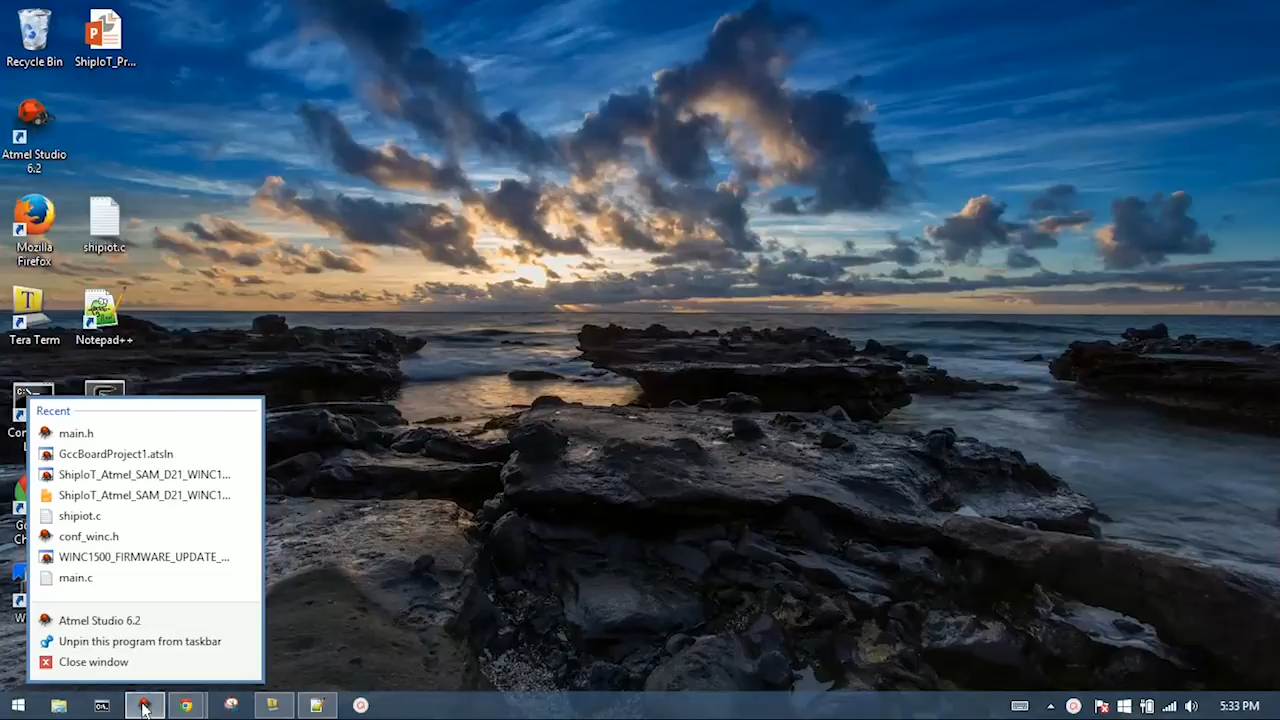 Recycle Bin
ShipIoT_Pr...
Atmel Studio
6.2
Mozilla
Firefox
shipiot.c
Tera Term
Notepad++
Recent
main.h
GccBoardProject1.atsln
ShipIoT_Atmel_SAM_D21_WINC1...
ShipIoT_Atmel_SAM_D21_WINC1...
shipiot.c
conf_winc.h
WINC1500_FIRMWARE_UPDATE_...
main.c
Atmel Studio 6.2
Unpin this program from taskbar
Close window
5:33 PM